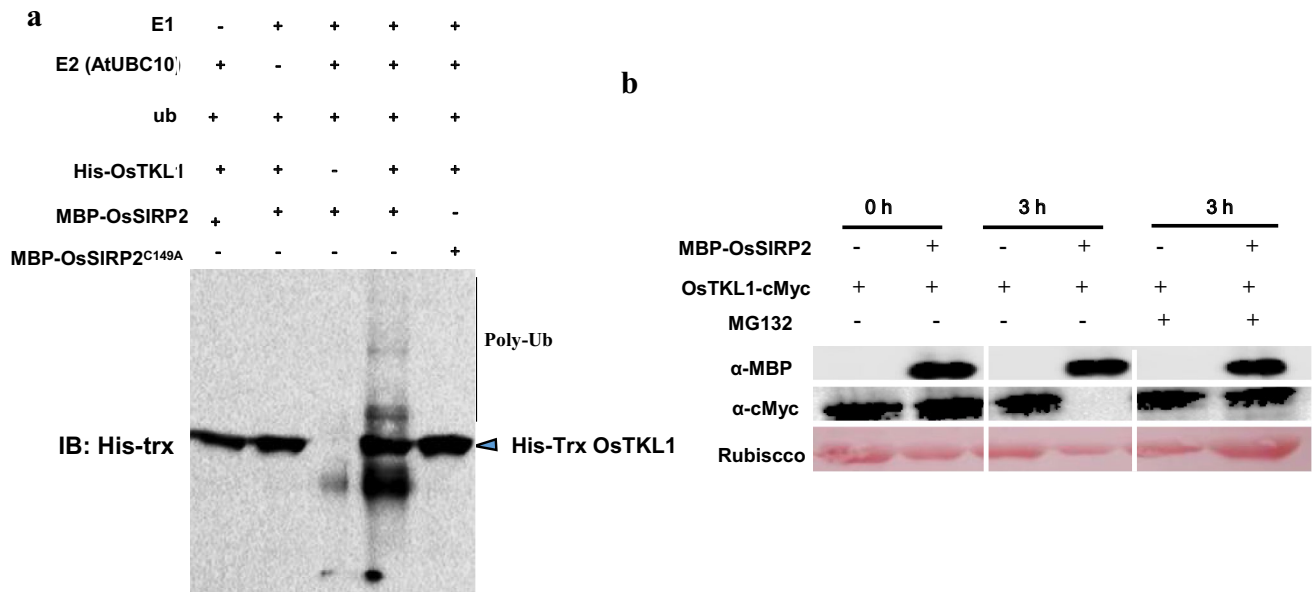 a
E1 - + + + +
E2 (AtUBC10) + - + + +
ub + + + + +
His-OsTKL1 + + - + +
MBP-OsSIRP2 + + + + -
MBP-OsSIRP2C149A - - - - +
Poly-Ub
IB: His-trx
His-Trx OsTKL1
b
0 h 3 h 3 h
MBP-OsSIRP2 - + - + - +
OsTKL1-cMyc + + + + + +
MG132 - - - - + +
α-MBP
α-cMyc
Rubiscco